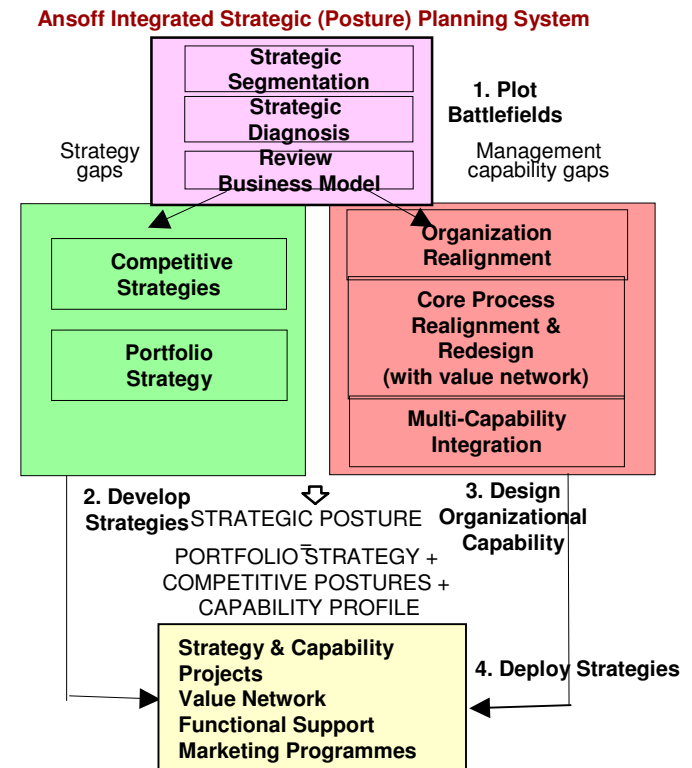 Ansoff Integrated Strategic (Posture) Planning System
Strategic
Segmentation
Strategic
Diagnosis
Review
Business Model
1. Plot
Battlefields
Strategy
gaps
Management
capability gaps
Competitive
Strategies
Portfolio
Strategy
Organization
Realignment
Core Process
Realignment &
Redesign
(with value network)
Multi-Capability
Integration
2. Develop
Strategies
3. Design
Organizational
Capability
STRATEGIC POSTURE
=
PORTFOLIO STRATEGY +
COMPETITIVE POSTURES +
CAPABILITY PROFILE
Strategy & Capability
Projects
Value Network
Functional Support
Marketing Programmes
4. Deploy Strategies